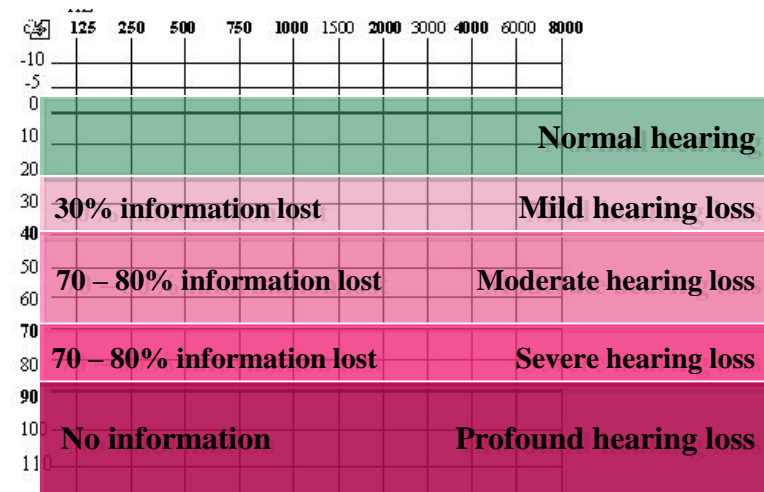 125 250 500 750 1000 1500 2000 3000 4000 6000 8000
-10
-5
0
10 Normal hearing
20
30 30% information lost Mild hearing loss
40
50 70 – 80% information lost Moderate hearing loss
60
70
80 70 – 80% information lost Severe hearing loss
90
100 No information Profound hearing loss
110